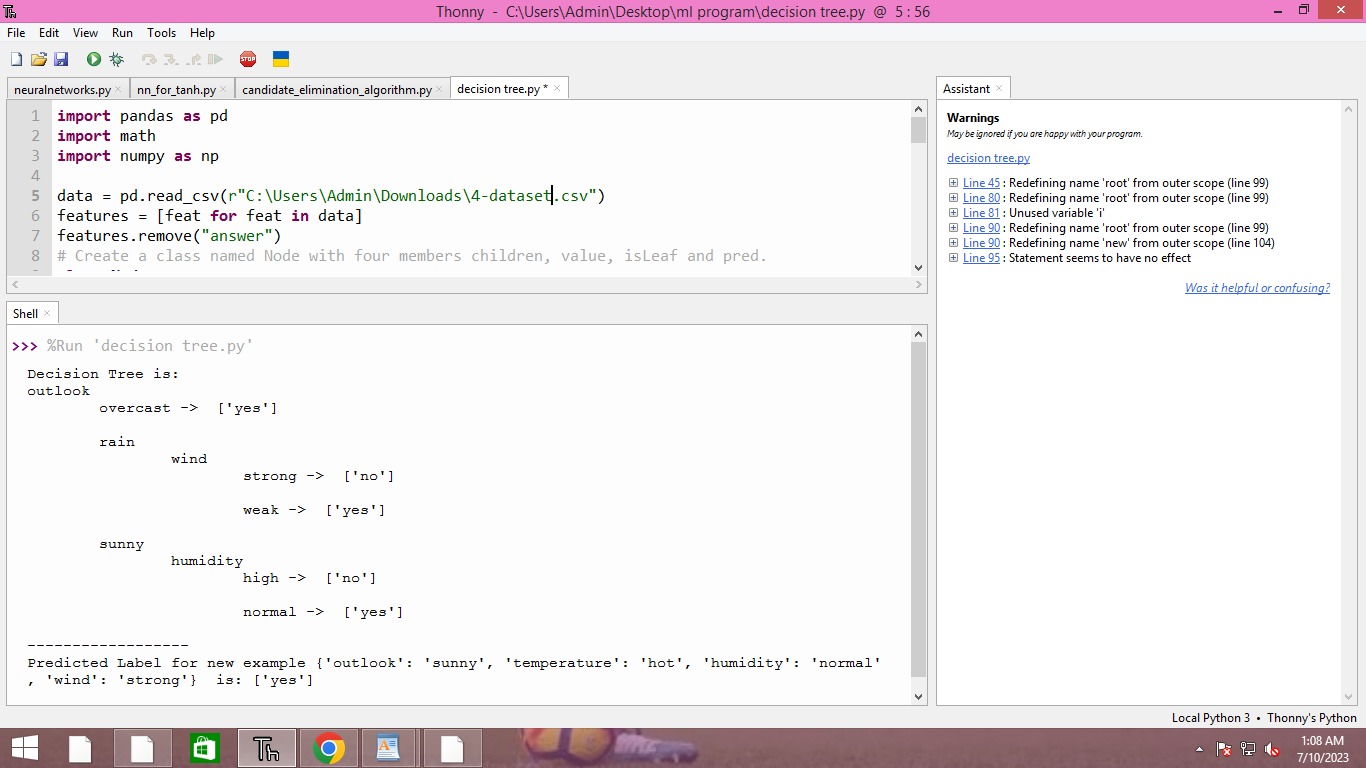 Thonny - C:\Users\Admin\Desktop\ml program\decision tree.py @ 5 : 56
File Edit View Run Tools Help
STOP
neuralnetworks.py × nn_for_tanh.py × candidate_elimination_algorithm.py × decision tree.py * ×
1 import pandas as pd
2 import math
3 import numpy as np
4
5 data = pd.read_csv(r"C:\Users\Admin\Downloads\4-dataset.csv")
6 features = [feat for feat in data]
7 features.remove("answer")
8 # Create a class named Node with four members children, value, isLeaf and pred.
Shell ×
>>> %Run 'decision tree.py'
Decision Tree is:
outlook
overcast -> ['yes']
rain
wind
strong -> ['no']
weak -> ['yes']
sunny
humidity
high -> ['no']
normal -> ['yes']
------------------
Predicted Label for new example {'outlook': 'sunny', 'temperature': 'hot', 'humidity': 'normal'
, 'wind': 'strong'} is: ['yes']
Assistant ×
Warnings
May be ignored if you are happy with your program.
decision tree.py
Line 45 : Redefining name 'root' from outer scope (line 99)
Line 80 : Redefining name 'root' from outer scope (line 99)
Line 81 : Unused variable 'i'
Line 90 : Redefining name 'root' from outer scope (line 99)
Line 90 : Redefining name 'new' from outer scope (line 104)
Line 95 : Statement seems to have no effect
Was it helpful or confusing?
Local Python 3 • Thonny's Python
Th
1:08 AM
7/10/2023